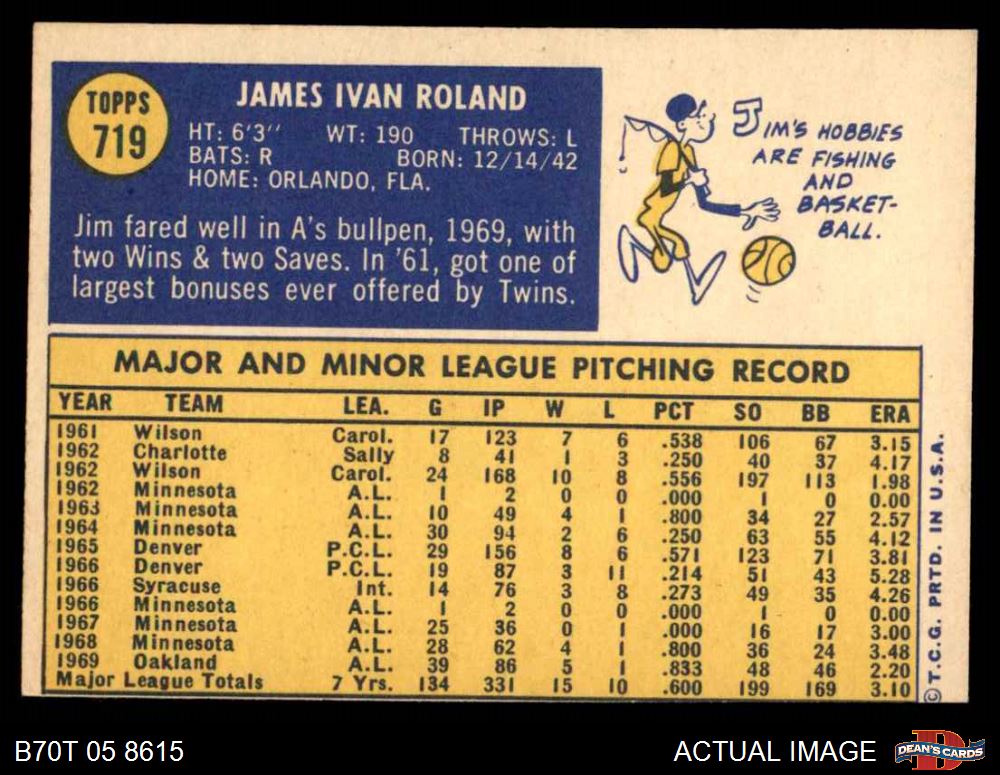 TOPPS
719
JAMES IVAN ROLAND
HT: 6'3" WT: 190 THROWS: L
BATS: R BORN: 12/14/42
HOME: ORLANDO, FLA.
Jim fared well in A's bullpen, 1969, with
two Wins & two Saves. In '61, got one of
largest bonuses ever offered by Twins.
JIM'S HOBBIES
ARE FISHING
AND
BASKET-
BALL.
MAJOR AND MINOR LEAGUE PITCHING RECORD
YEAR TEAM LEA. G IP W L PCT SO BB ERA
1961 Wilson Carol. 17 123 7 6 .538 106 67 3.15
1962 Charlotte Sally 8 41 1 3 .250 40 37 4.17
1962 Wilson Carol. 24 168 10 8 .556 197 113 1.98
1962 Minnesota A.L. 1 2 0 0 .000 1 0 0.00
1963 Minnesota A.L. 10 49 4 1 .800 34 27 2.57
1964 Minnesota A.L. 30 94 2 6 .250 63 55 4.12
1965 Denver P.C.L. 29 156 8 6 .571 123 71 3.81
1966 Denver P.C.L. 19 87 3 11 .214 51 43 5.28
1966 Syracuse Int. 14 76 3 8 .273 49 35 4.26
1966 Minnesota A.L. 1 2 0 0 .000 1 0 0.00
1967 Minnesota A.L. 25 36 0 1 .000 16 17 3.00
1968 Minnesota A.L. 28 62 4 1 .800 36 24 3.48
1969 Oakland A.L. 39 86 5 1 .833 48 46 2.20
Major League Totals 7 Yrs. 134 331 15 10 .600 199 169 3.10
© T.C.G. PRTD. IN U.S.A.
B70T 05 8615
ACTUAL IMAGE
DEAN'S CARDS